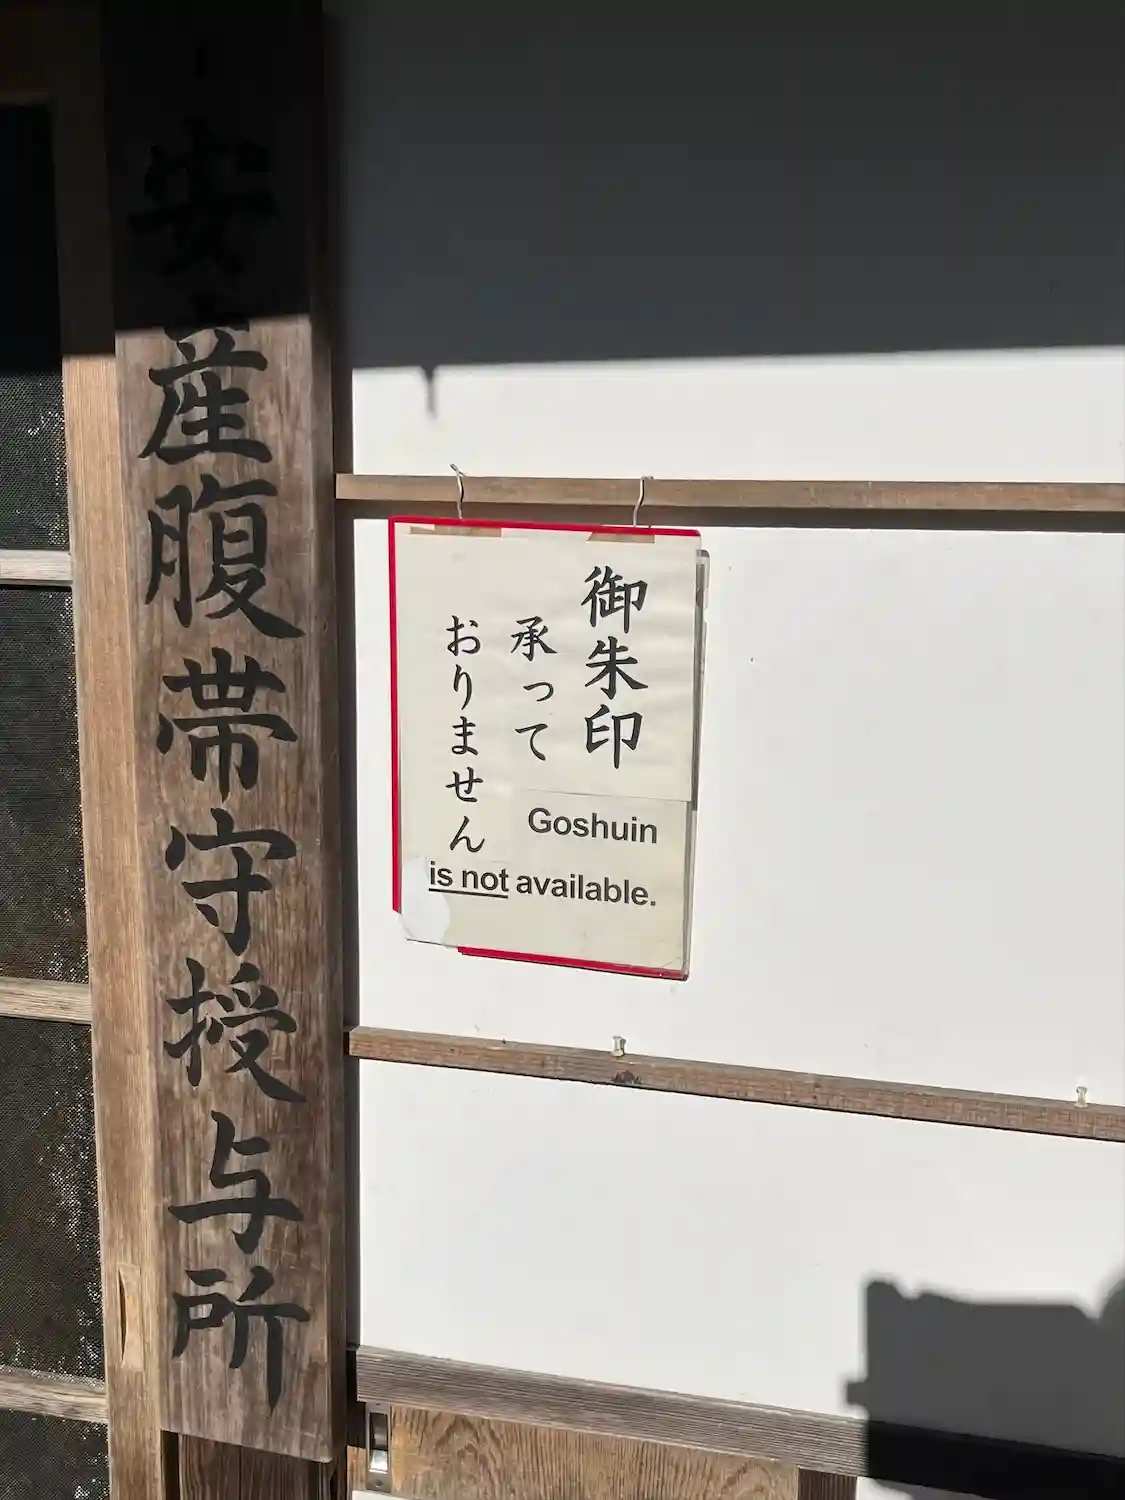 安産腹帯守授与所
御朱印
承って
おりません
Goshuin
is not available.